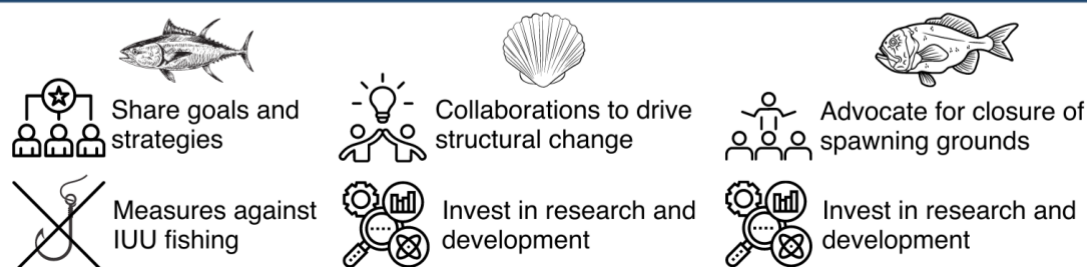 Share goals and
strategies
Collaborations to drive
structural change
Advocate for closure of
spawning grounds
Measures against
IUU fishing
Invest in research and
development
Invest in research and
development